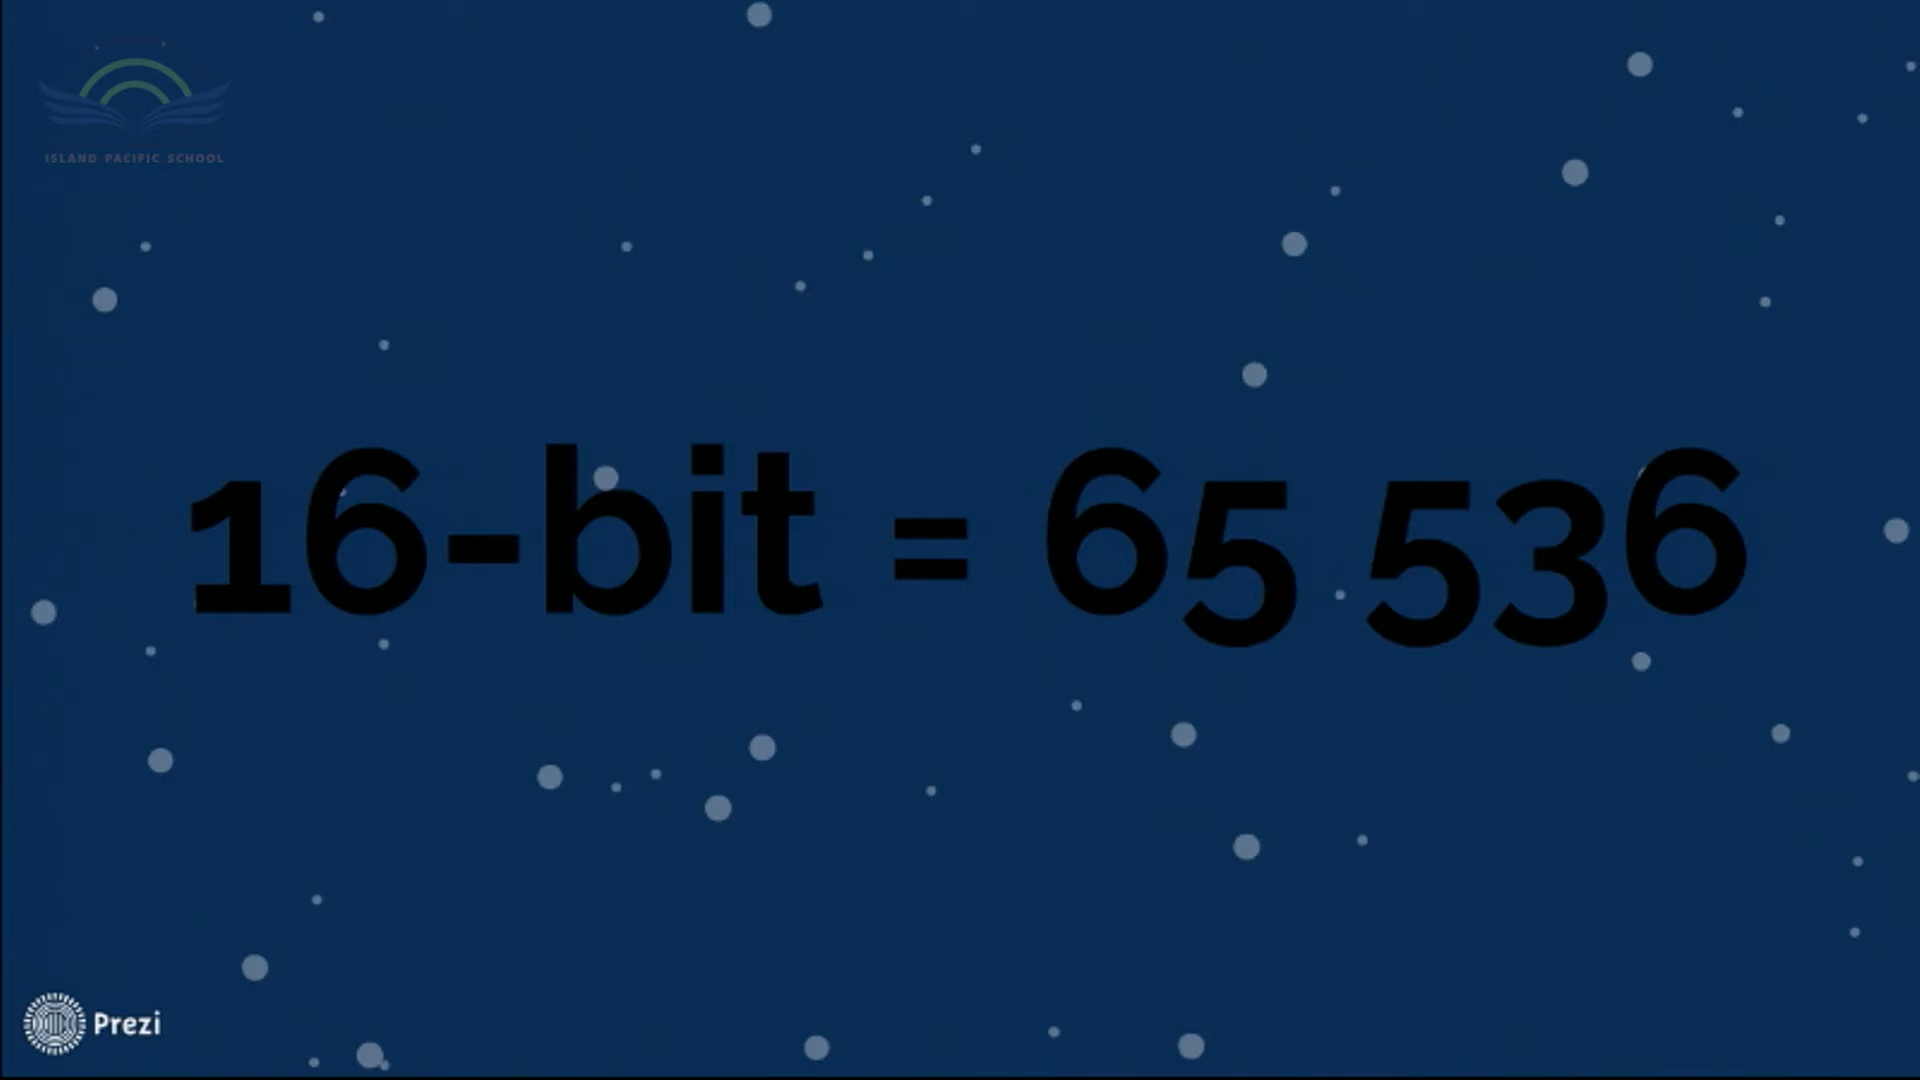 ISLAND PACIFIC SCHOOL
16-bit = 65 536
Prezi